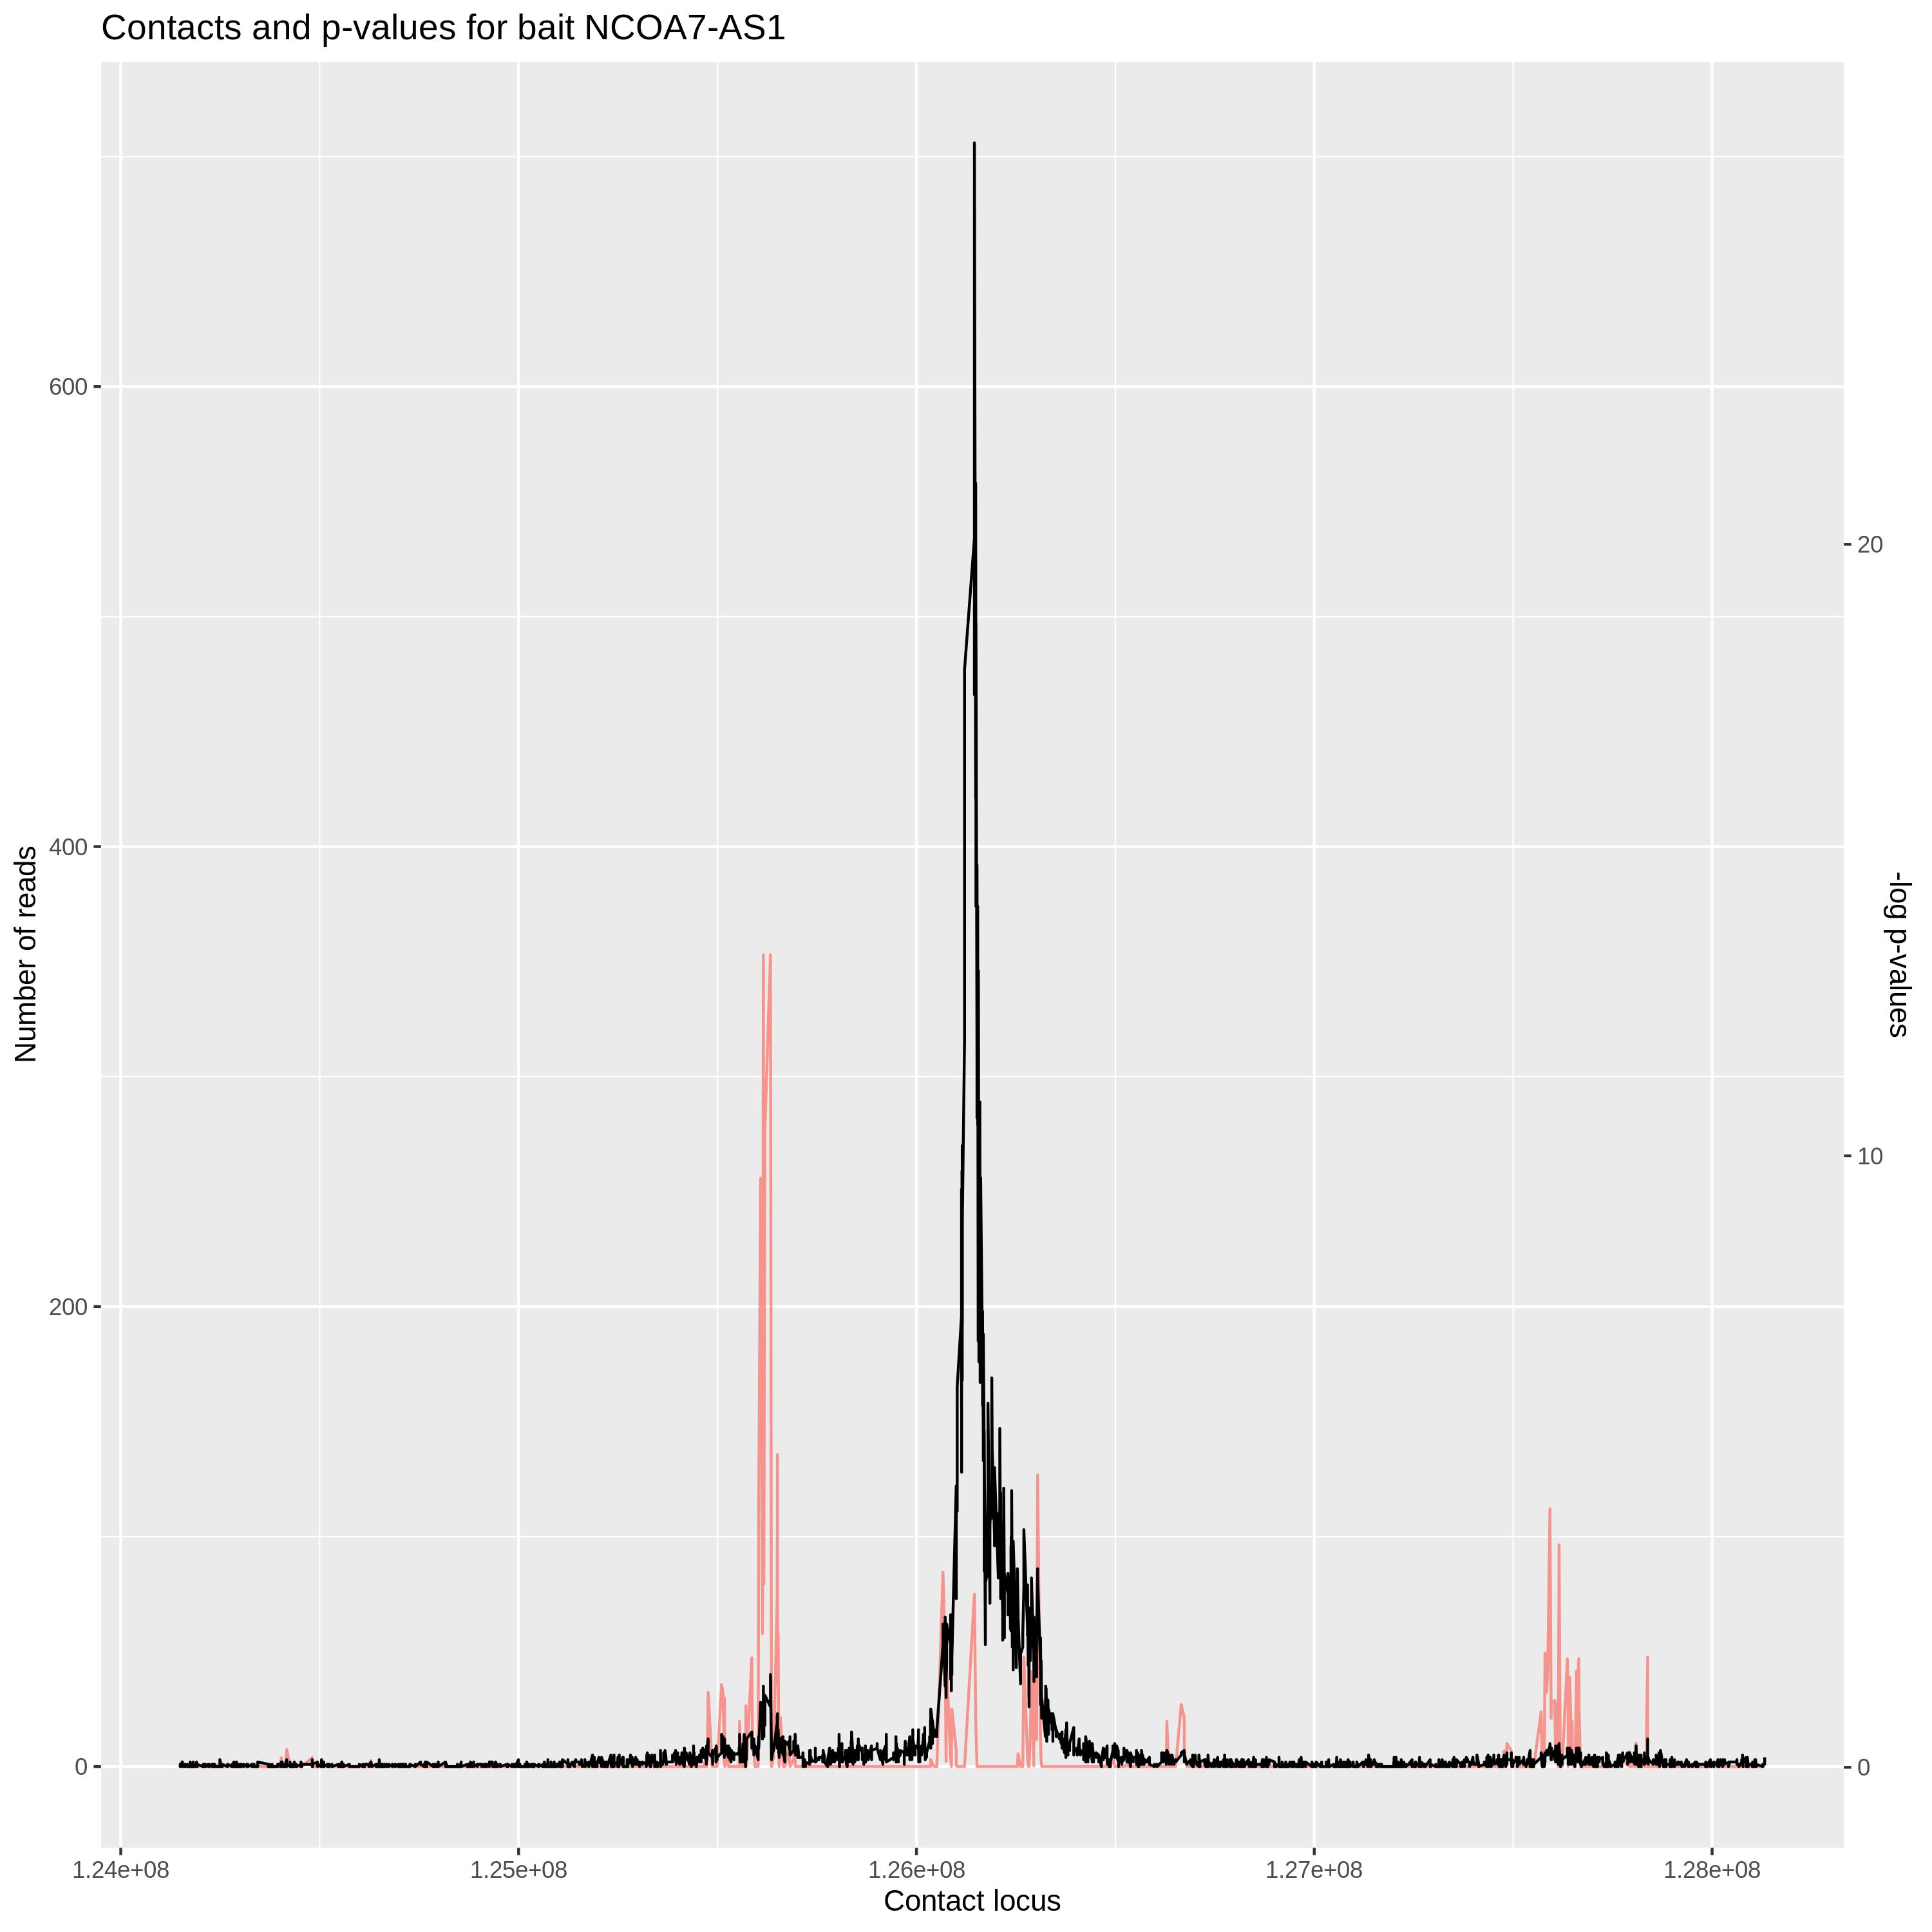 Contacts and p-values for bait NCOA7-AS1
600
400
200
0
Number of reads
20
10
0
-log p-values
1.24e+08
1.25e+08
1.26e+08
1.27e+08
1.28e+08
Contact locus